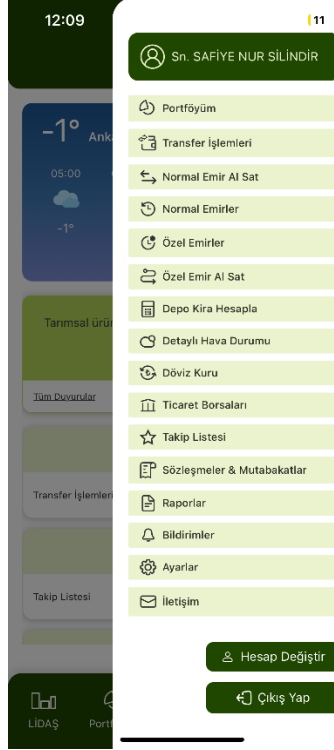 12:09
11
Sn. SAFİYE NUR SİLİNDİR
Portföyüm
Transfer İşlemleri
Normal Emir Al Sat
Normal Emirler
Özel Emirler
Özel Emir Al Sat
Depo Kira Hesapla
Detaylı Hava Durumu
Döviz Kuru
Ticaret Borsaları
Takip Listesi
Sözleşmeler & Mutabakatlar
Raporlar
Bildirimler
Ayarlar
İletişim
Hesap Değiştir
Çıkış Yap
-1°
Anka
05:00
-1°
Tarımsal ürün
Tüm Duyurular
Transfer İşlemleri
Takip Listesi
LİDAŞ
Portf